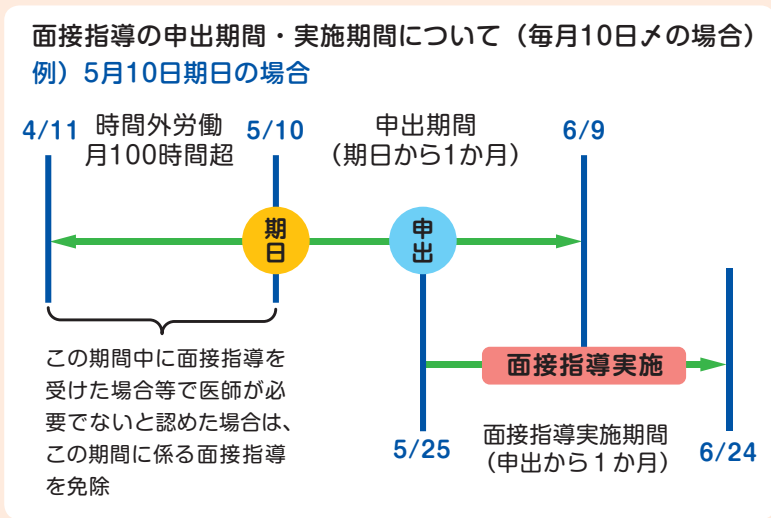 面接指導の申出期間・実施期間について（毎月10日〆の場合）
例）5月10日期日の場合
4/11
時間外労働
月100時間超
5/10
申出期間
（期日から1か月）
6/9
期日
申出
この期間中に面接指導を
受けた場合等で医師が必
要でないと認めた場合は、
この期間に係る面接指導
を免除
面接指導実施
5/25
面接指導実施期間
（申出から１か月）
6/24